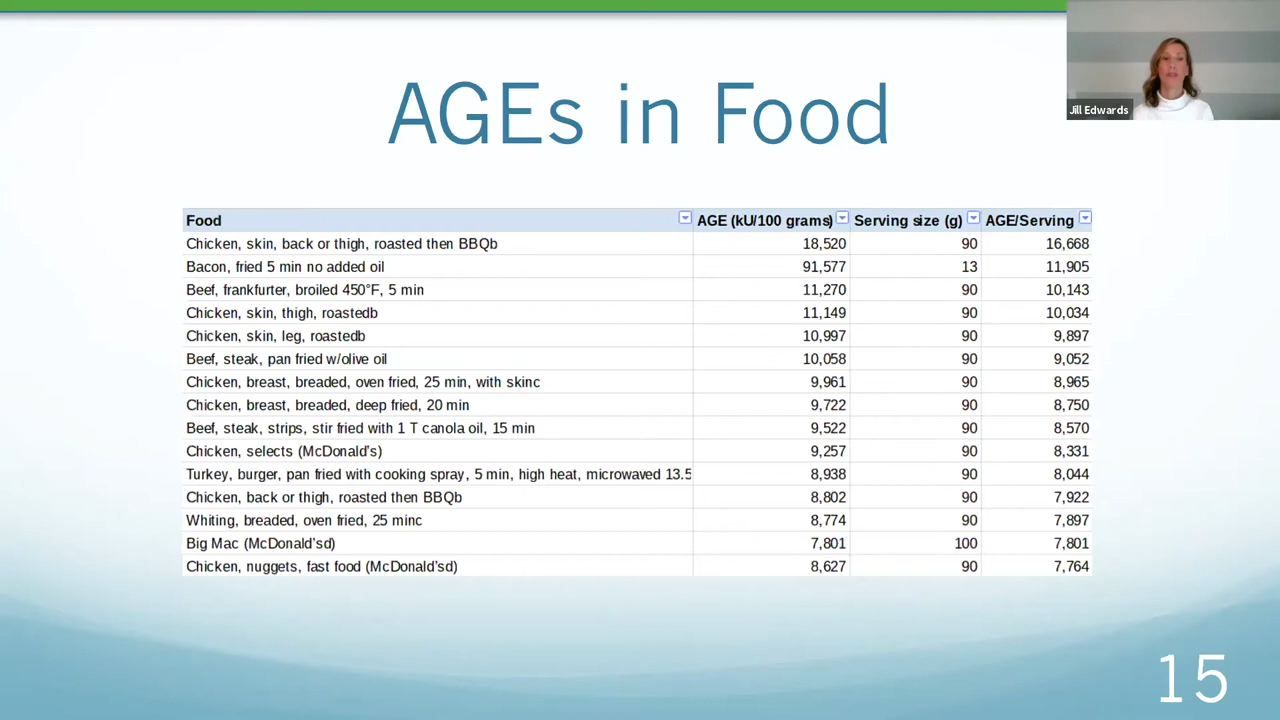 Jill Edwards
AGEs in Food
Food AGE (kU/100 grams) Serving size (g) AGE/Serving
Chicken, skin, back or thigh, roasted then BBQb 18,520 90 16,668
Bacon, fried 5 min no added oil 91,577 13 11,905
Beef, frankfurter, broiled 450°F, 5 min 11,270 90 10,143
Chicken, skin, thigh, roastedb 11,149 90 10,034
Chicken, skin, leg, roastedb 10,997 90 9,897
Beef, steak, pan fried w/olive oil 10,058 90 9,052
Chicken, breast, breaded, oven fried, 25 min, with skinc 9,961 90 8,965
Chicken, breast, breaded, deep fried, 20 min 9,722 90 8,750
Beef, steak, strips, stir fried with 1 T canola oil, 15 min 9,522 90 8,570
Chicken, selects (McDonald's) 9,257 90 8,331
Turkey, burger, pan fried with cooking spray, 5 min, high heat, microwaved 13.5 8,938 90 8,044
Chicken, back or thigh, roasted then BBQb 8,802 90 7,922
Whiting, breaded, oven fried, 25 minc 8,774 90 7,897
Big Mac (McDonald'sd) 7,801 100 7,801
Chicken, nuggets, fast food (McDonald'sd) 8,627 90 7,764
15